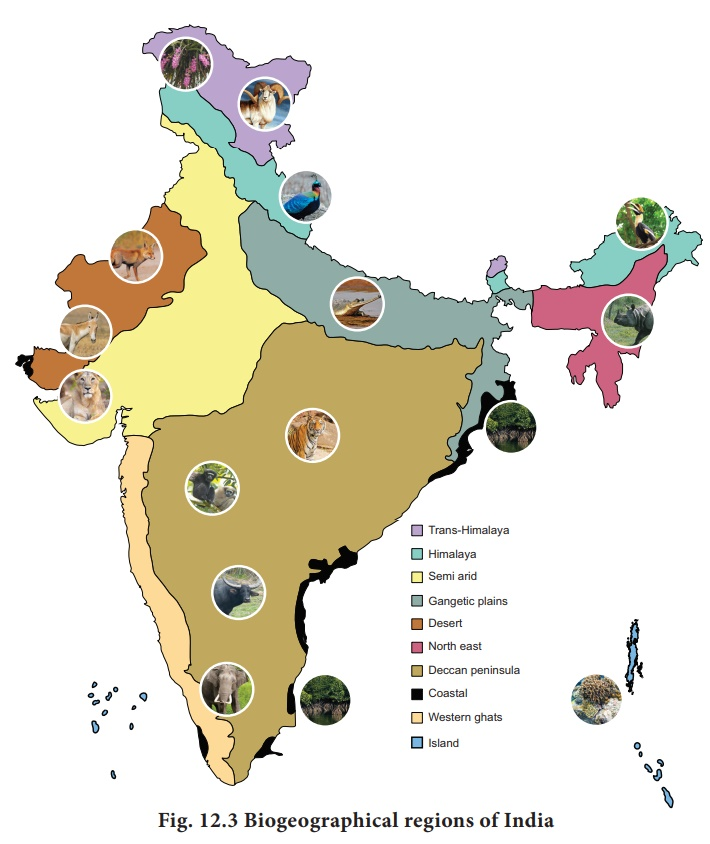 Trans-Himalaya
Himalaya
Semi arid
Gangetic plains
Desert
North east
Deccan peninsula
Coastal
Western ghats
Island
Fig. 12.3 Biogeographical regions of India